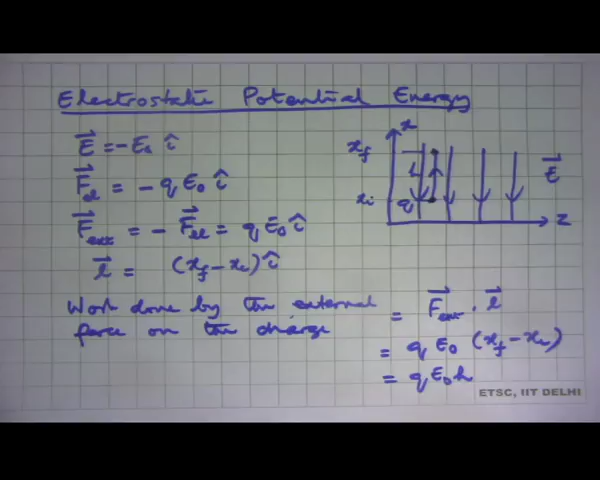 Electrostatic Potential Energy
E⃗ = -E₀ î
F⃗el = -q E₀ î
F⃗ext = - F⃗el = q E₀ î
l⃗ = (xf - xi) î
Work done by the external
force on the charge
= F⃗ext · l⃗
= q E₀ (xf - xi)
= q E₀ h
x
xf
xi
q
E⃗
z
ETSC, IIT DELHI